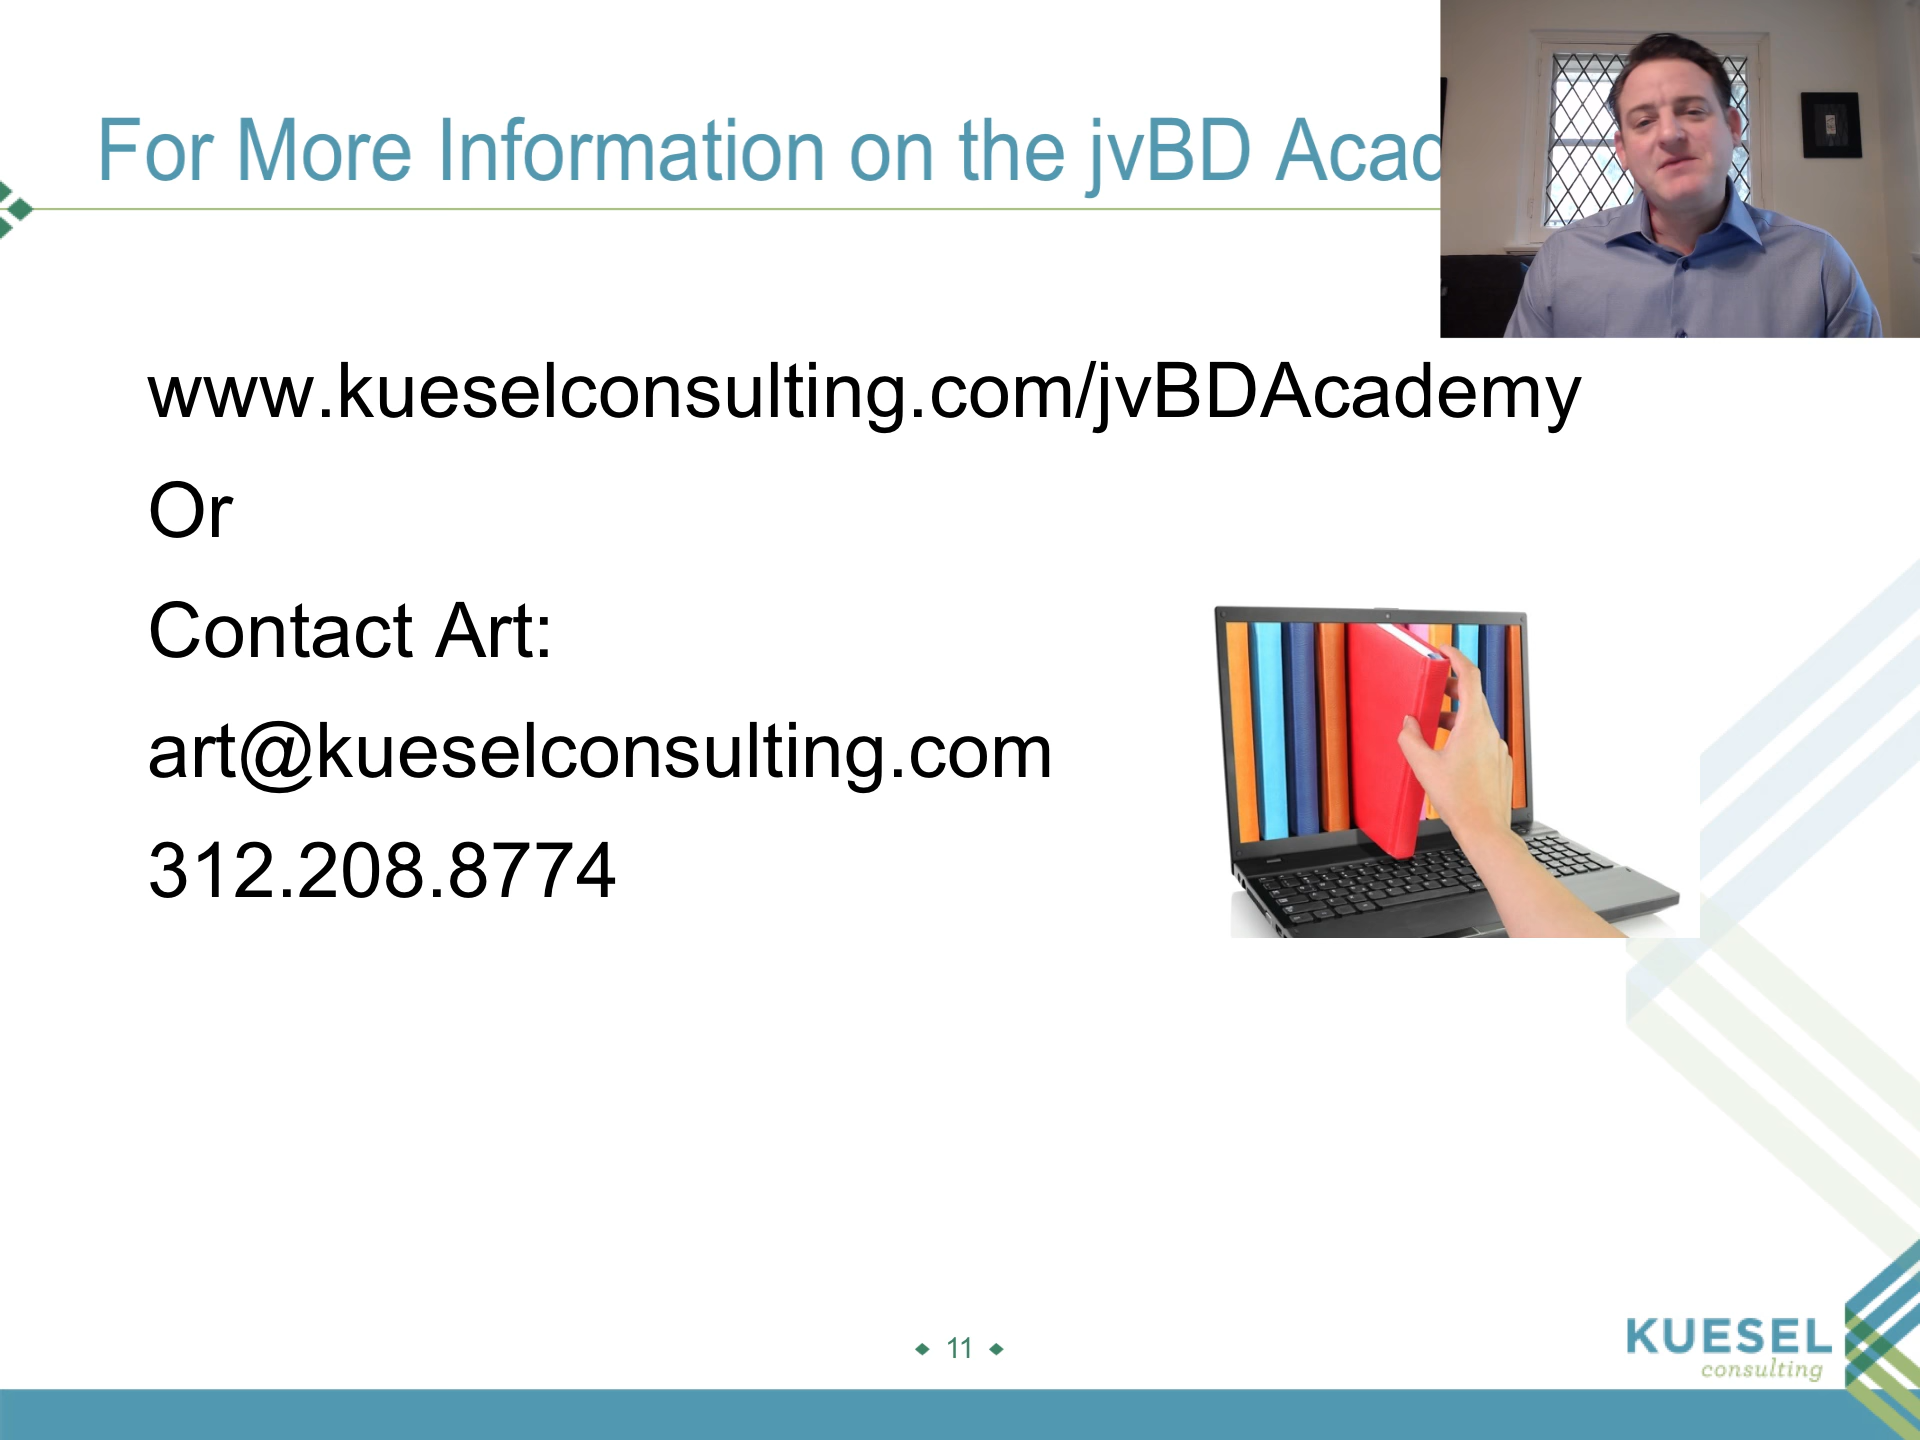 For More Information on the jvBD Acad
www.kueselconsulting.com/jvBDAcademy
Or
Contact Art:
art@kueselconsulting.com
312.208.8774
11
KUESEL
consulting